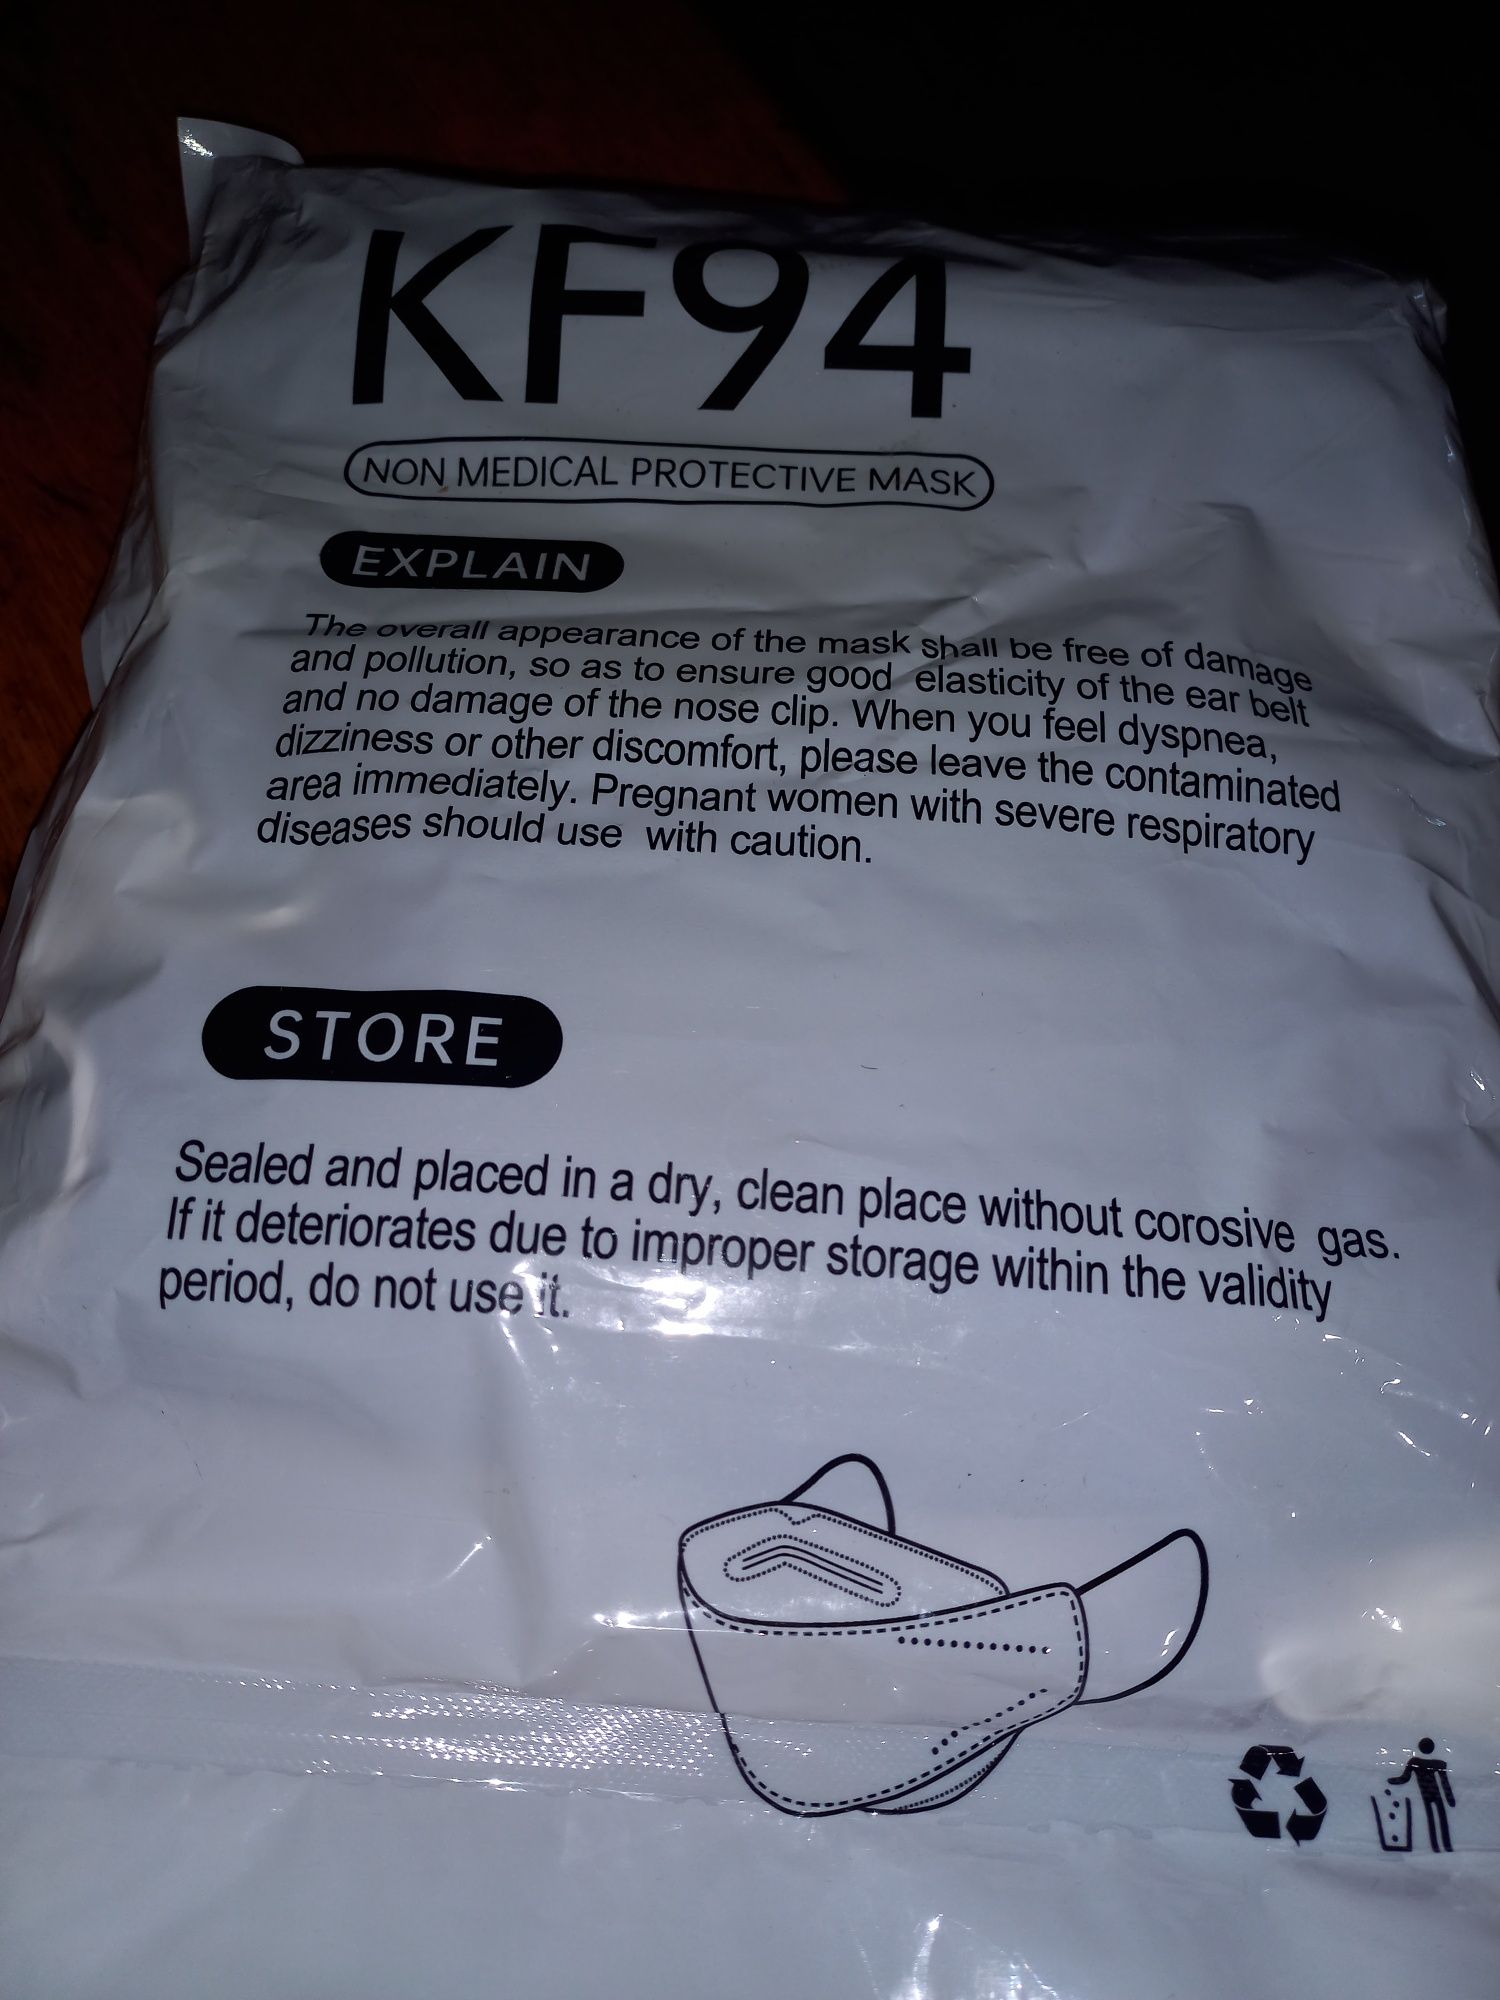 KF94
NON MEDICAL PROTECTIVE MASK
EXPLAIN
The overall appearance of the mask shall be free of damage
and pollution, so as to ensure good elasticity of the ear belt
and no damage of the nose clip. When you feel dyspnea,
dizziness or other discomfort, please leave the contaminated
area immediately. Pregnant women with severe respiratory
diseases should use with caution.
STORE
Sealed and placed in a dry, clean place without corosive gas.
If it deteriorates due to improper storage within the validity
period, do not use it.